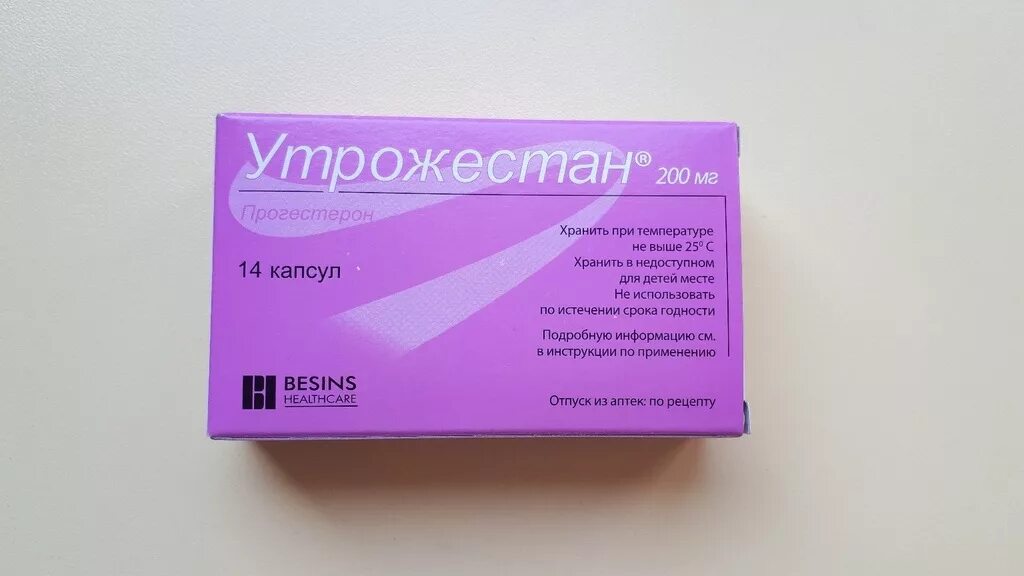 Утрожестан® 200 мг
Прогестерон
14 капсул
Хранить при температуре
не выше 25⁰ С
Хранить в недоступном
для детей месте
Не использовать
по истечении срока годности
Подробную информацию см.
в инструкции по применению
BESINS
HEALTHCARE
Отпуск из аптек: по рецепту